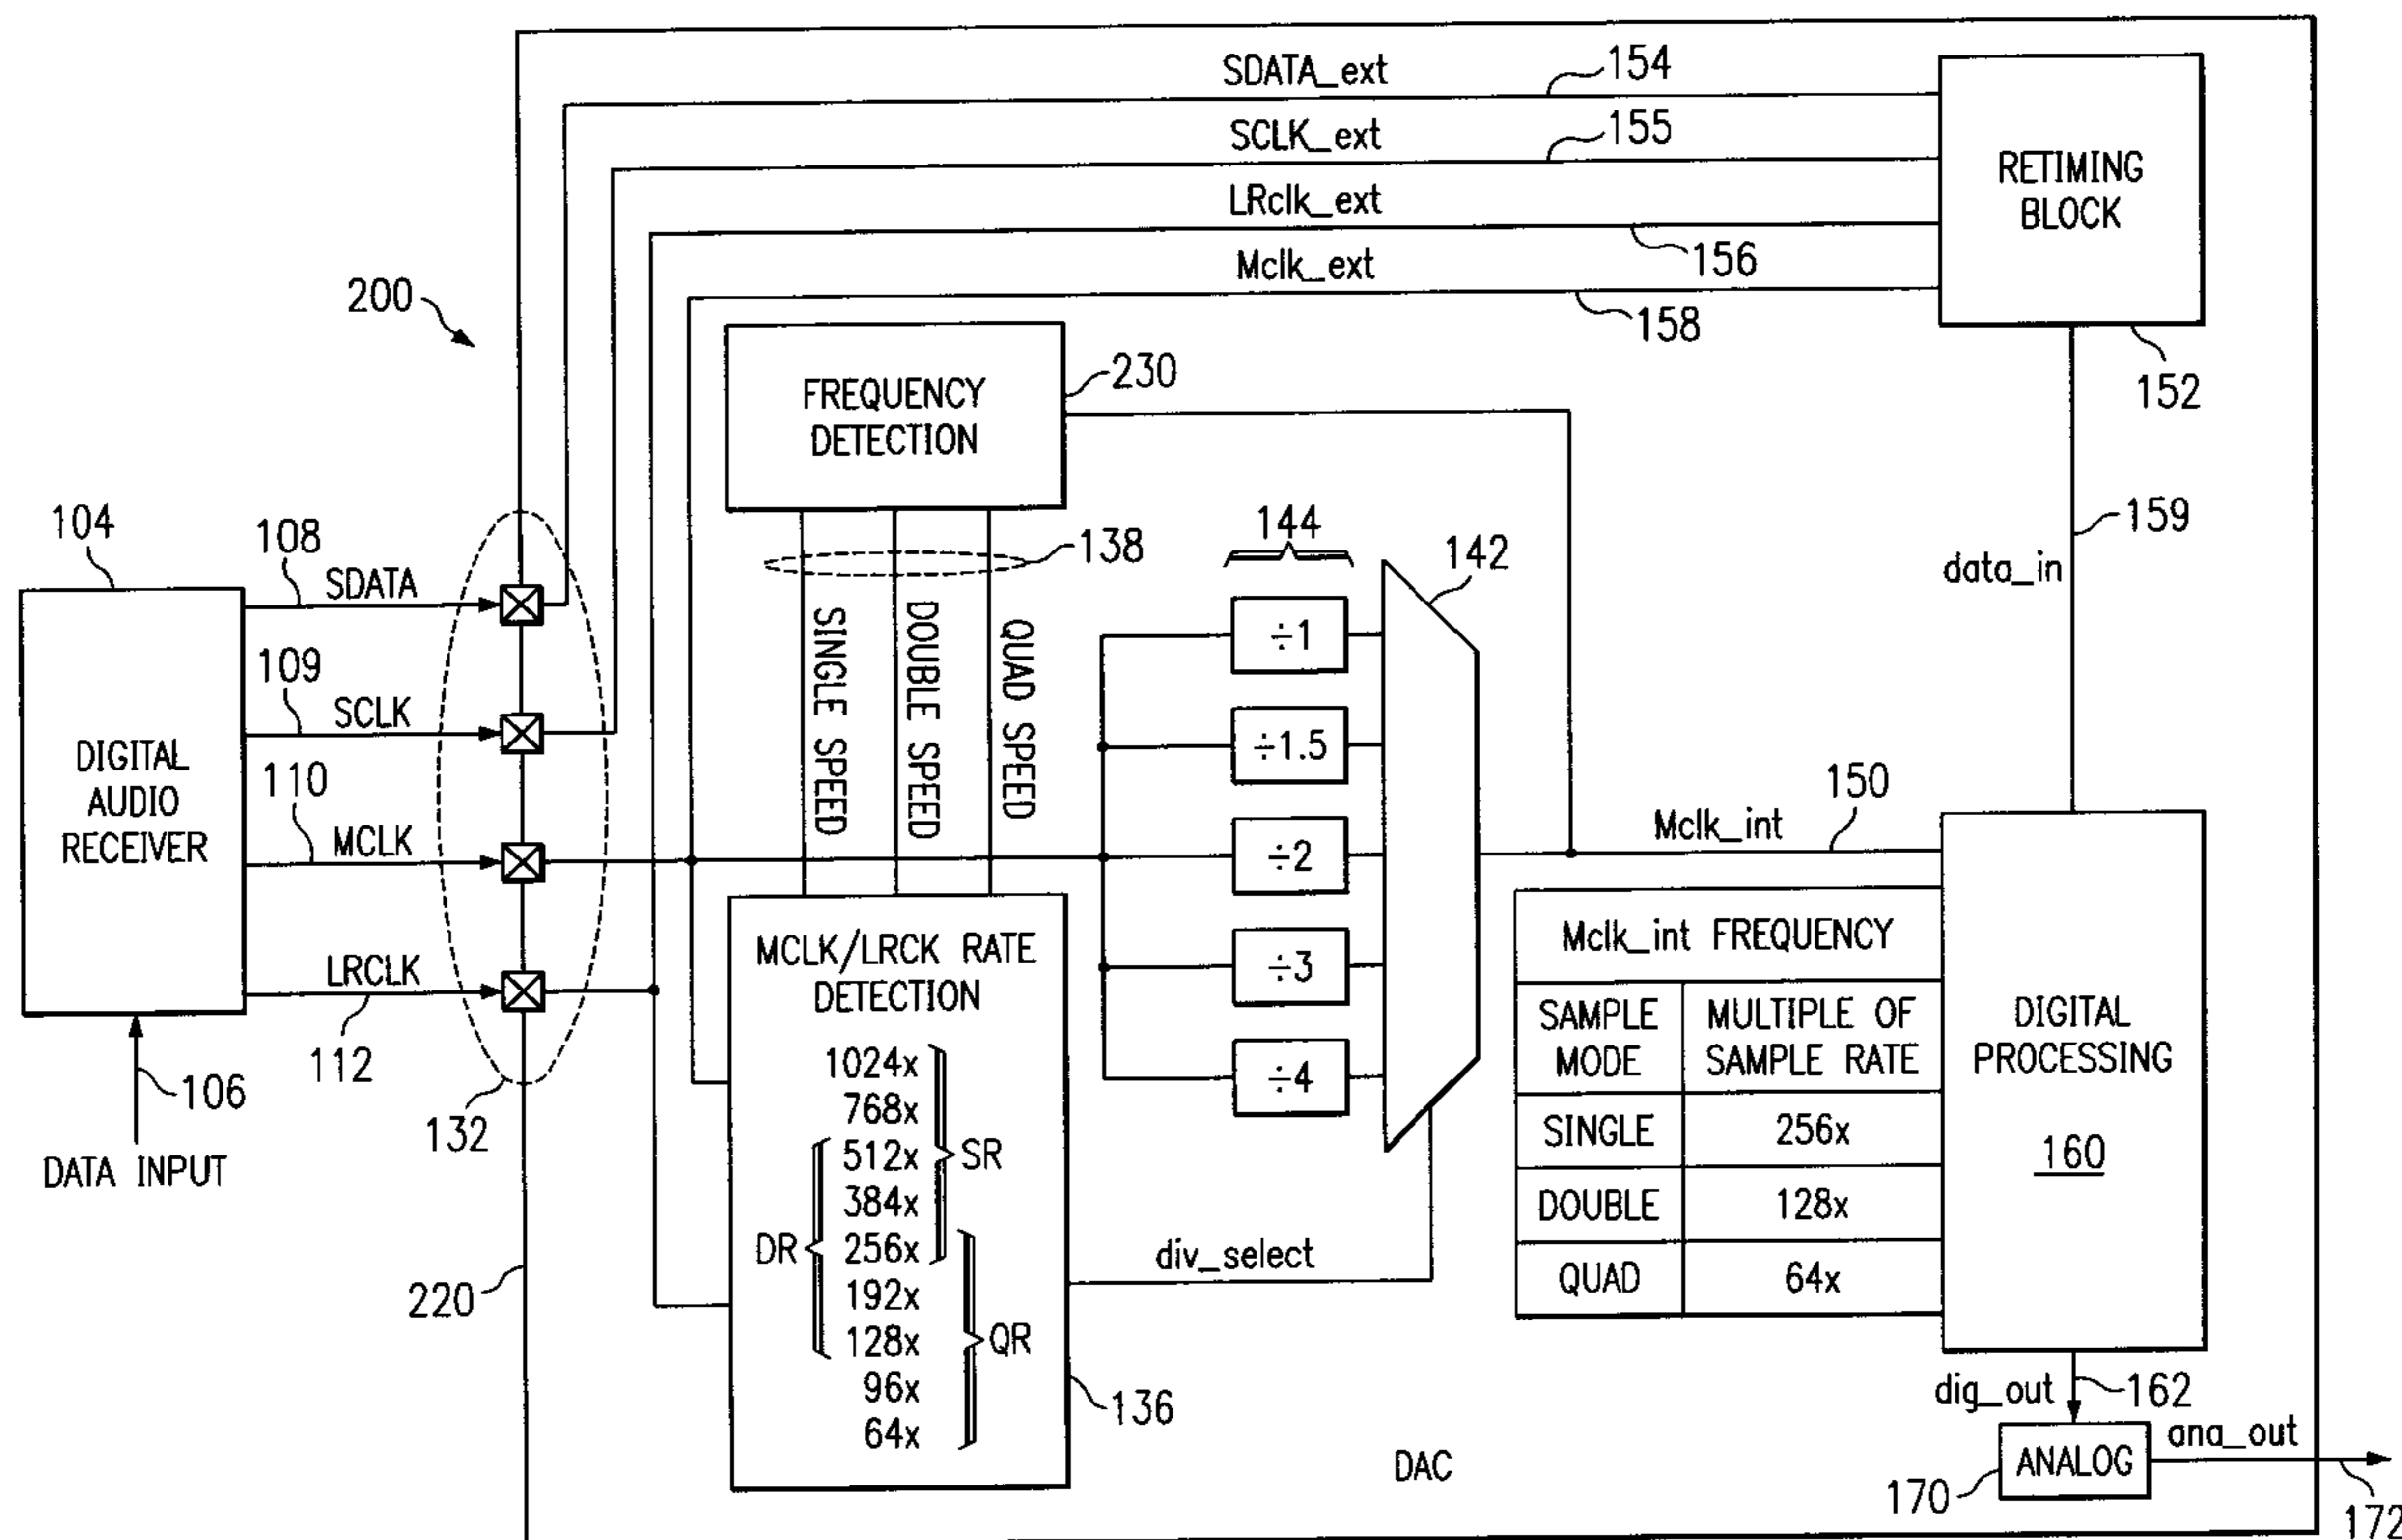 SDATA_ext
154
SCLK_ext
155
LRclk_ext
156
Mclk_ext
158
RETIMING
BLOCK
152
200
FREQUENCY
DETECTION
230
138
SINGLE SPEED
DOUBLE SPEED
QUAD SPEED
144
142
159
data_in
104
108
SDATA
109
SCLK
110
MCLK
LRCLK
112
132
DIGITAL
AUDIO
RECEIVER
106
DATA INPUT
220
÷1
÷1.5
÷2
÷3
÷4
Mclk_int
150
MCLK/LRCK RATE
DETECTION
1024x
768x
512x
384x
256x
192x
128x
96x
64x
SR
DR
QR
136
div_select
Mclk_int FREQUENCY
SAMPLE
MODE
MULTIPLE OF
SAMPLE RATE
SINGLE
256x
DOUBLE
128x
QUAD
64x
DIGITAL
PROCESSING
160
dig_out
162
ANALOG
170
ana_out
172
DAC